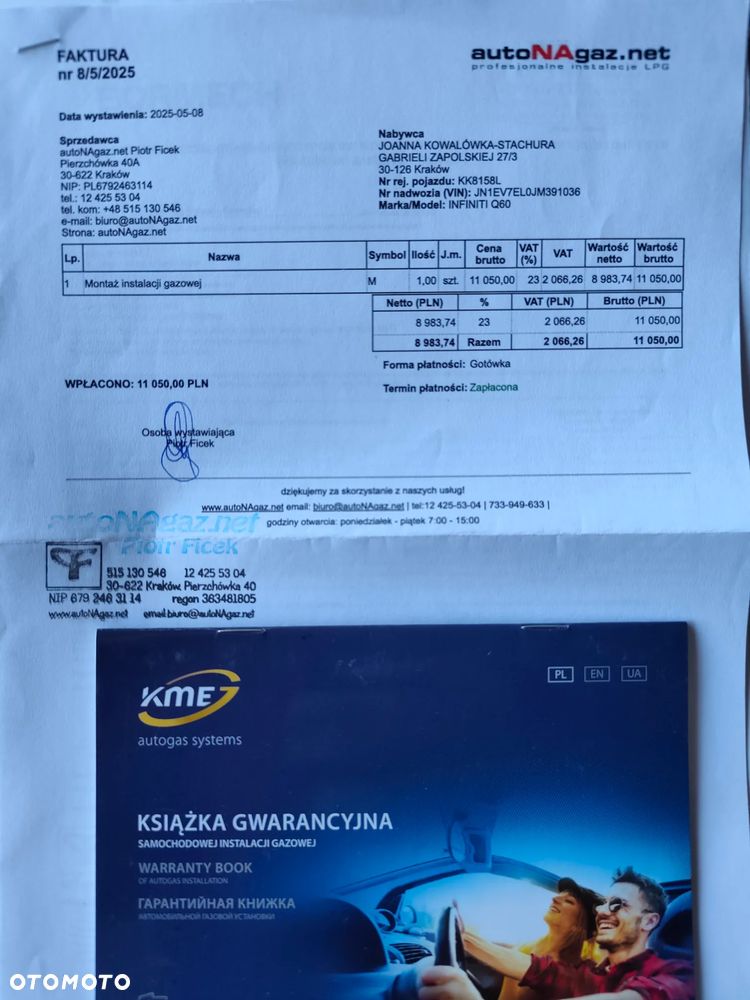 FAKTURA
nr 8/5/2025
autoNAgaz.net
profesjonalne instalacje LPG
Data wystawienia: 2025-05-08
Sprzedawca
autoNAgaz.net Piotr Ficek
Pierzchówka 40A
30-622 Kraków
NIP: PL6792463114
tel.: 12 425 53 04
tel. kom: +48 515 130 546
e-mail: biuro@autoNAgaz.net
Strona: autoNAgaz.net
Nabywca
JOANNA KOWALÓWKA-STACHURA
GABRIELI ZAPOLSKIEJ 27/3
30-126 Kraków
Nr rej. pojazdu: KK8158L
Nr nadwozia (VIN): JN1EV7EL0JM391036
Marka/Model: INFINITI Q60
Lp. Nazwa Symbol Ilość J.m. Cena brutto VAT (%) VAT Wartość netto Wartość brutto
1 Montaż instalacji gazowej M 1,00 szt. 11 050,00 23 2 066,26 8 983,74 11 050,00
Netto (PLN) % VAT (PLN) Brutto (PLN)
8 983,74 23 2 066,26 11 050,00
8 983,74 Razem 2 066,26 11 050,00
Forma płatności: Gotówka
WPŁACONO: 11 050,00 PLN
Termin płatności: Zapłacona
Osoba wystawiająca
Piotr Ficek
dziękujemy za skorzystanie z naszych usług!
www.autoNAgaz.net email: biuro@autoNAgaz.net | tel:12 425-53-04 | 733-949-633 |
godziny otwarcia: poniedziałek - piątek 7:00 - 15:00
autoNAgaz.net
Piotr Ficek
515 130 546 12 425 53 04
30-622 Kraków Pierzchówka 40
NIP 679 246 31 14 regon 363481805
www.autoNAgaz.net email:biuro@autoNAgaz.net
KME
autogas systems
PL EN UA
KSIĄŻKA GWARANCYJNA
SAMOCHODOWEJ INSTALACJI GAZOWEJ
WARRANTY BOOK
OF AUTOGAS INSTALLATION
ГАРАНТИЙНАЯ КНИЖКА
АВТОМОБИЛЬНОЙ ГАЗОВОЙ УСТАНОВКИ
OTOMOTO